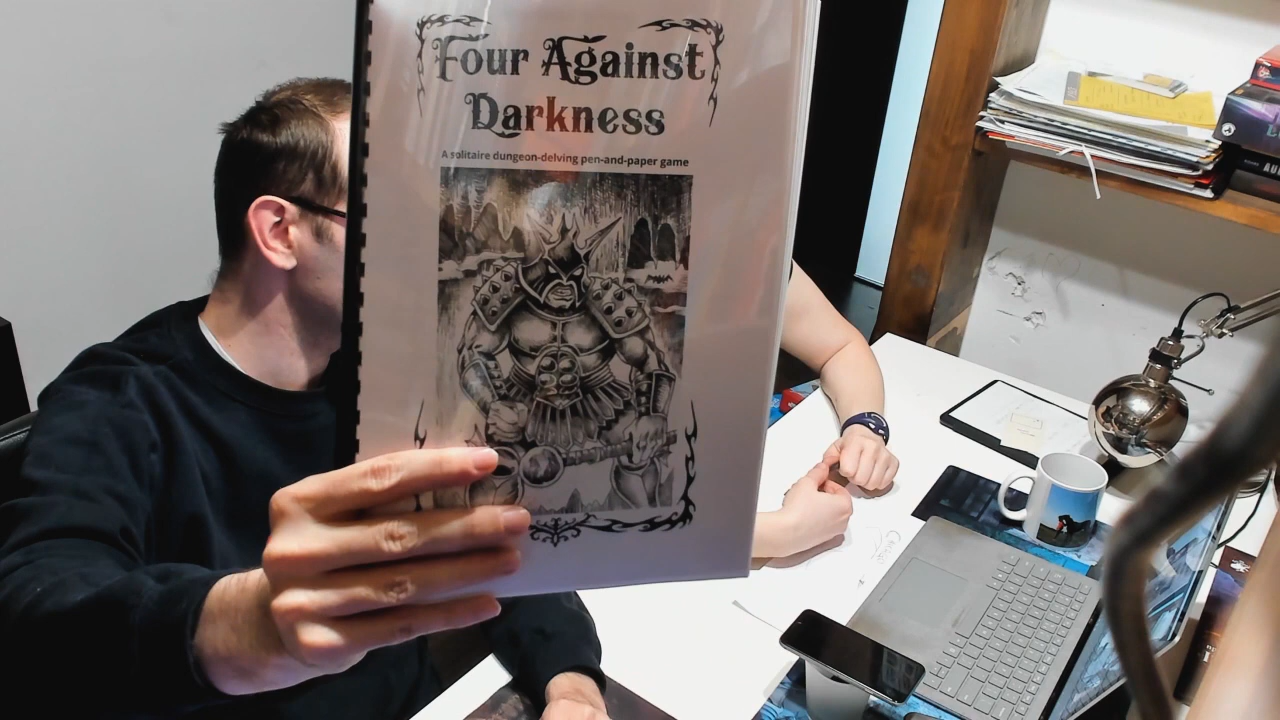 Four Against
Darkness
A solitaire dungeon-delving pen-and-paper game